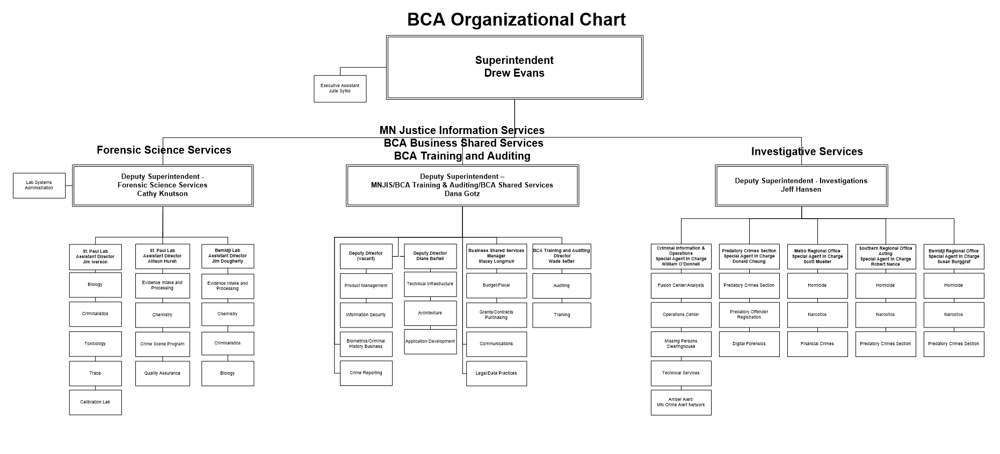 BCA Organizational Chart
Superintendent
Drew Evans
Executive Assistant
Julie Syfko
Forensic Science Services
MN Justice Information Services
BCA Business Shared Services
BCA Training and Auditing
Investigative Services
Lab Systems
Administration
Deputy Superintendent -
Forensic Science Services
Cathy Knutson
Deputy Superintendent –
MNJIS/BCA Training & Auditing/BCA Shared Services
Dana Gotz
Deputy Superintendent - Investigations
Jeff Hansen
St. Paul Lab
Assistant Director
Jim Iverson
Biology
Criminalistics
Toxicology
Trace
Calibration Lab
St. Paul Lab
Assistant Director
Allison Hursh
Evidence Intake and
Processing
Chemistry
Crime Scene Program
Quality Assurance
Bemidji Lab
Assistant Director
Jim Dougherty
Evidence Intake and
Processing
Chemistry
Criminalistics
Biology
Deputy Director
(Vacant)
Product Management
Information Security
Biometrics/Criminal
History Business
Crime Reporting
Deputy Director
Diane Bartell
Technical Infrastructure
Architecture
Application Development
Business Shared Services
Manager
Stacey Longmuir
Budget/Fiscal
Grants/Contracts
Purchasing
Communications
Legal/Data Practices
BCA Training and Auditing
Director
Wade Setter
Auditing
Training
Criminal Information &
Operations
Special Agent in Charge
William O'Donnell
Fusion Center/Analysts
Operations Center
Missing Persons
Clearinghouse
Technical Services
Amber Alert/
MN Crime Alert Network
Predatory Crimes Section
Special Agent in Charge
Donald Cheung
Predatory Crimes Section
Predatory Offender
Registration
Digital Forensics
Metro Regional Office
Special Agent in Charge
Scott Mueller
Homicide
Narcotics
Financial Crimes
Southern Regional Office
Acting
Special Agent in Charge
Robert Nance
Homicide
Narcotics
Predatory Crimes Section
Bemidji Regional Office
Special Agent in Charge
Susan Burggraf
Homicide
Narcotics
Predatory Crimes Section